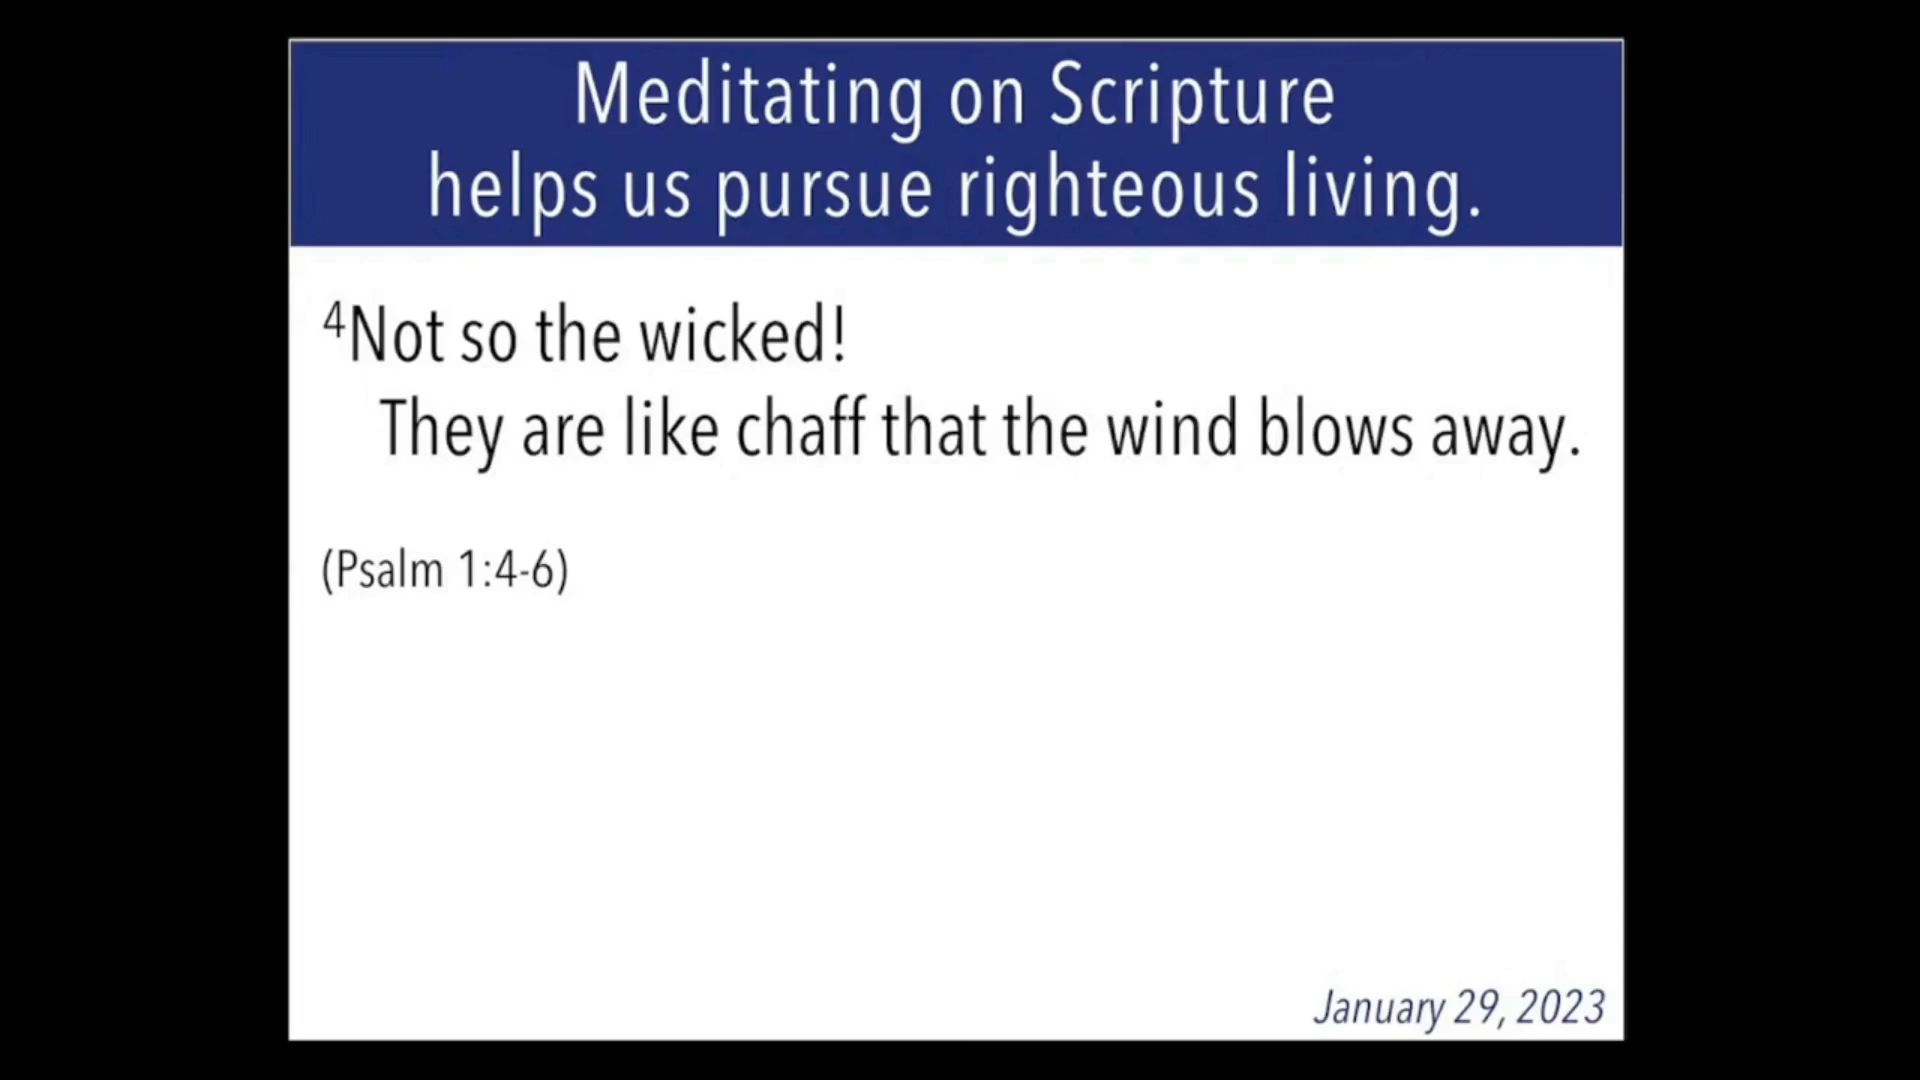 Meditating on Scripture
helps us pursue righteous living.
4Not so the wicked!
They are like chaff that the wind blows away.
(Psalm 1:4-6)
January 29, 2023